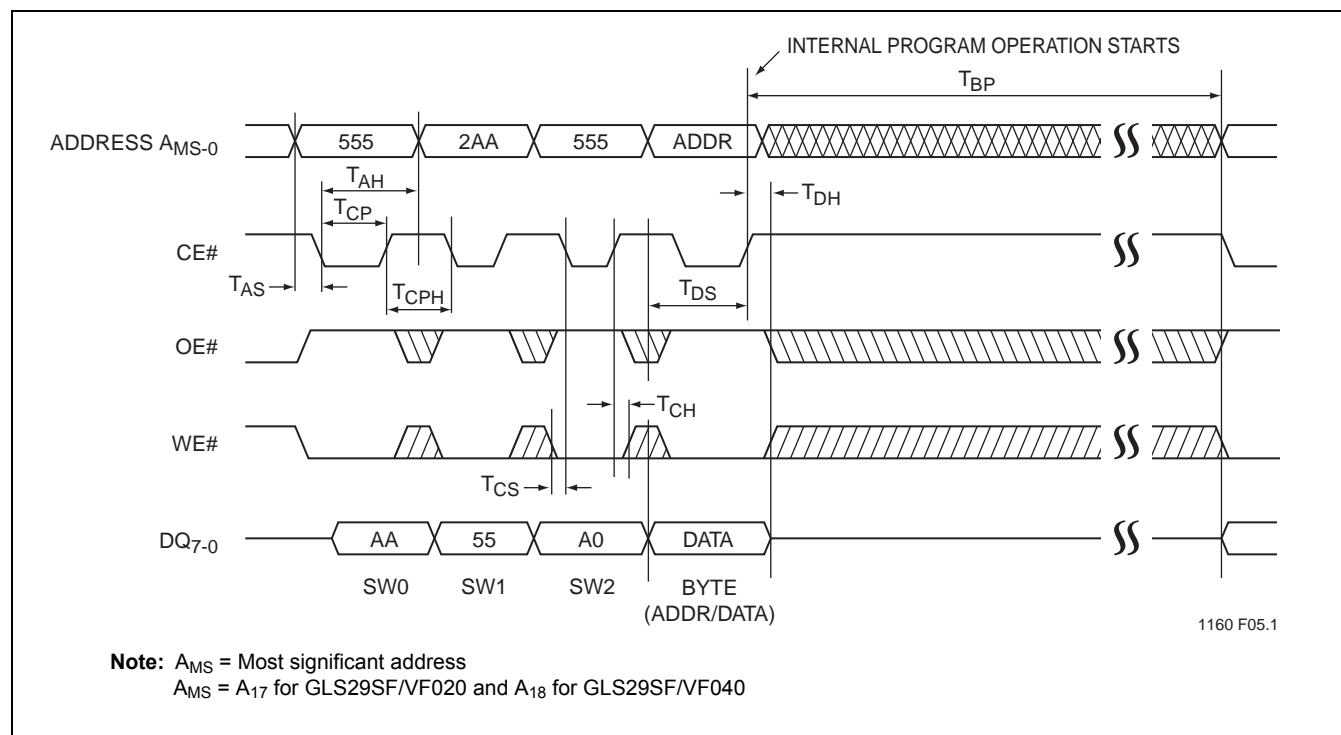 INTERNAL PROGRAM OPERATION STARTS
TBP
ADDRESS AMS-0
555
2AA
555
ADDR
TAH
TDH
TCP
CE#
TAS
TCPH
TDS
OE#
TCH
WE#
TCS
DQ7-0
AA
55
A0
DATA
SW0
SW1
SW2
BYTE
(ADDR/DATA)
1160 F05.1
Note: AMS = Most significant address
AMS = A17 for GLS29SF/VF020 and A18 for GLS29SF/VF040